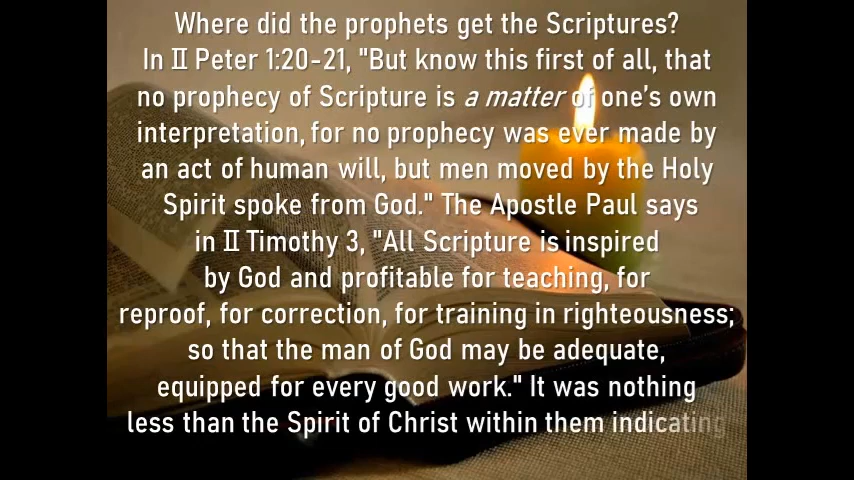 Where did the prophets get the Scriptures?
In II Peter 1:20-21, "But know this first of all, that
no prophecy of Scripture is a matter of one's own
interpretation, for no prophecy was ever made by
an act of human will, but men moved by the Holy
Spirit spoke from God." The Apostle Paul says
in II Timothy 3, "All Scripture is inspired
by God and profitable for teaching, for
reproof, for correction, for training in righteousness;
so that the man of God may be adequate,
equipped for every good work." It was nothing
less than the Spirit of Christ within them indicating